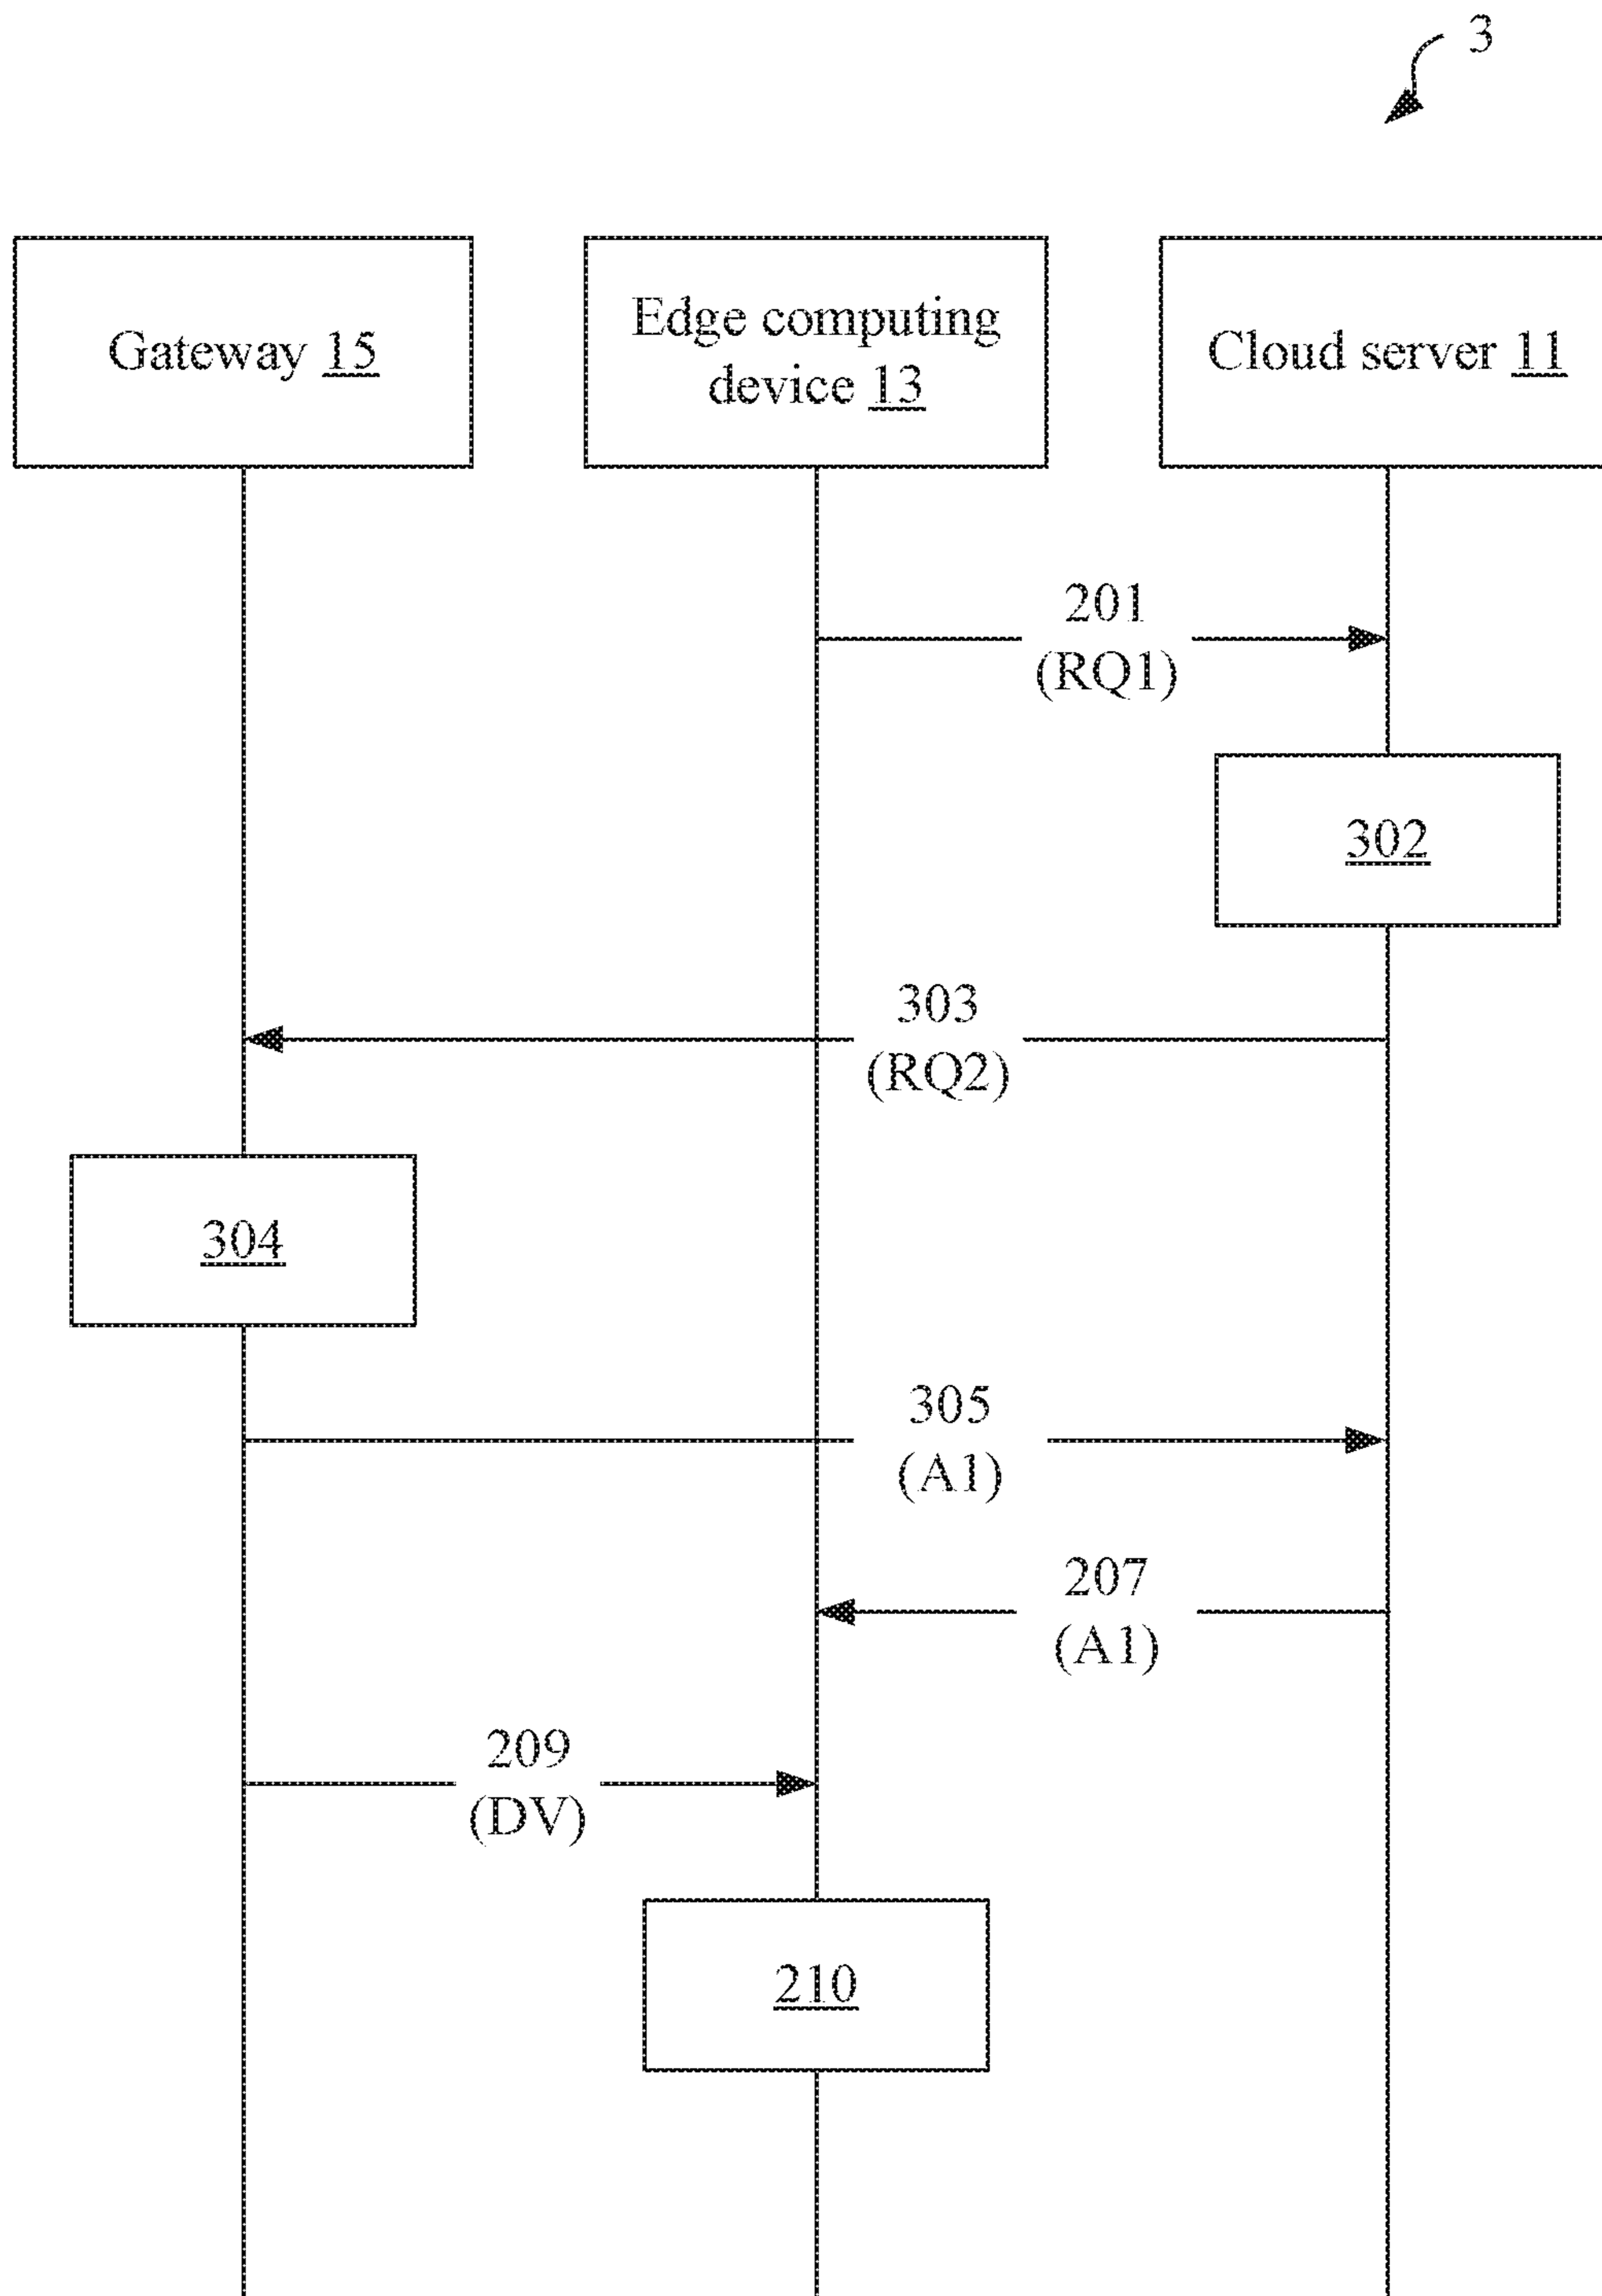 3
Gateway 15
Edge computing
device 13
Cloud server 11
201
(RQ1)
302
303
(RQ2)
304
305
(A1)
207
(A1)
209
(DV)
210